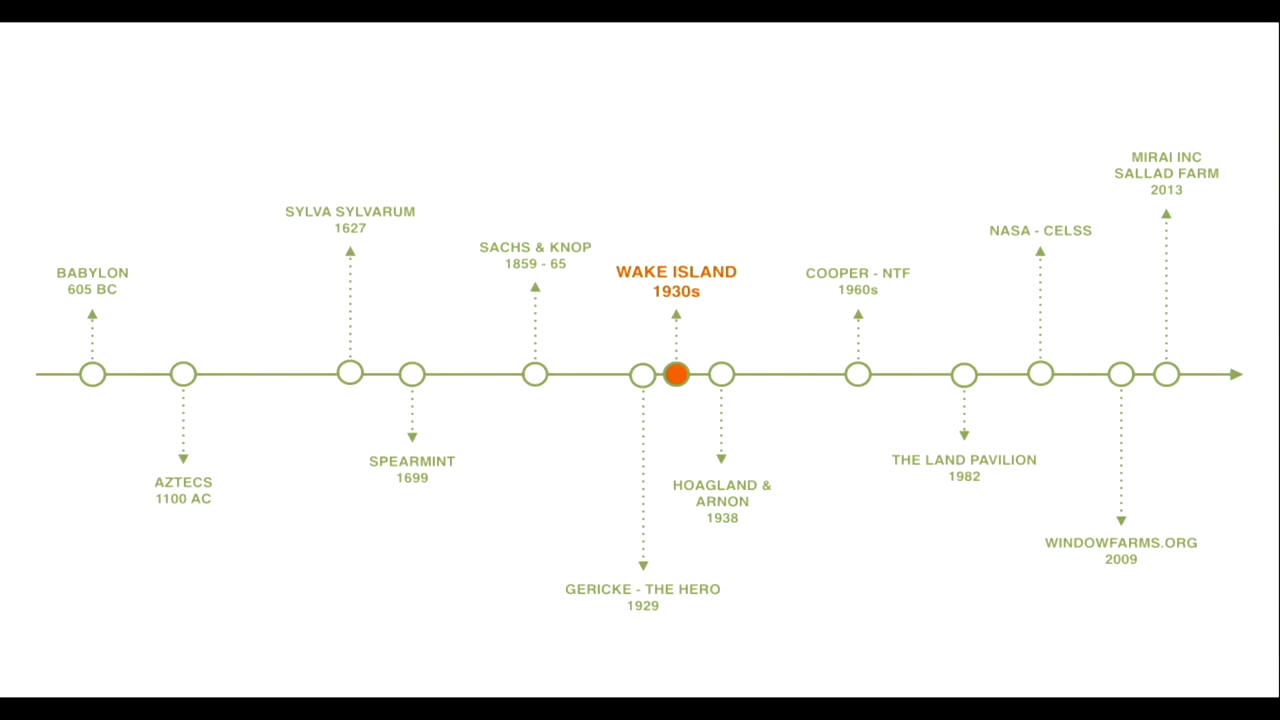 BABYLON
605 BC
AZTECS
1100 AC
SYLVA SYLVARUM
1627
SPEARMINT
1699
SACHS & KNOP
1859 - 65
GERICKE - THE HERO
1929
WAKE ISLAND
1930s
HOAGLAND &
ARNON
1938
COOPER - NTF
1960s
THE LAND PAVILION
1982
NASA - CELSS
WINDOWFARMS.ORG
2009
MIRAI INC
SALLAD FARM
2013